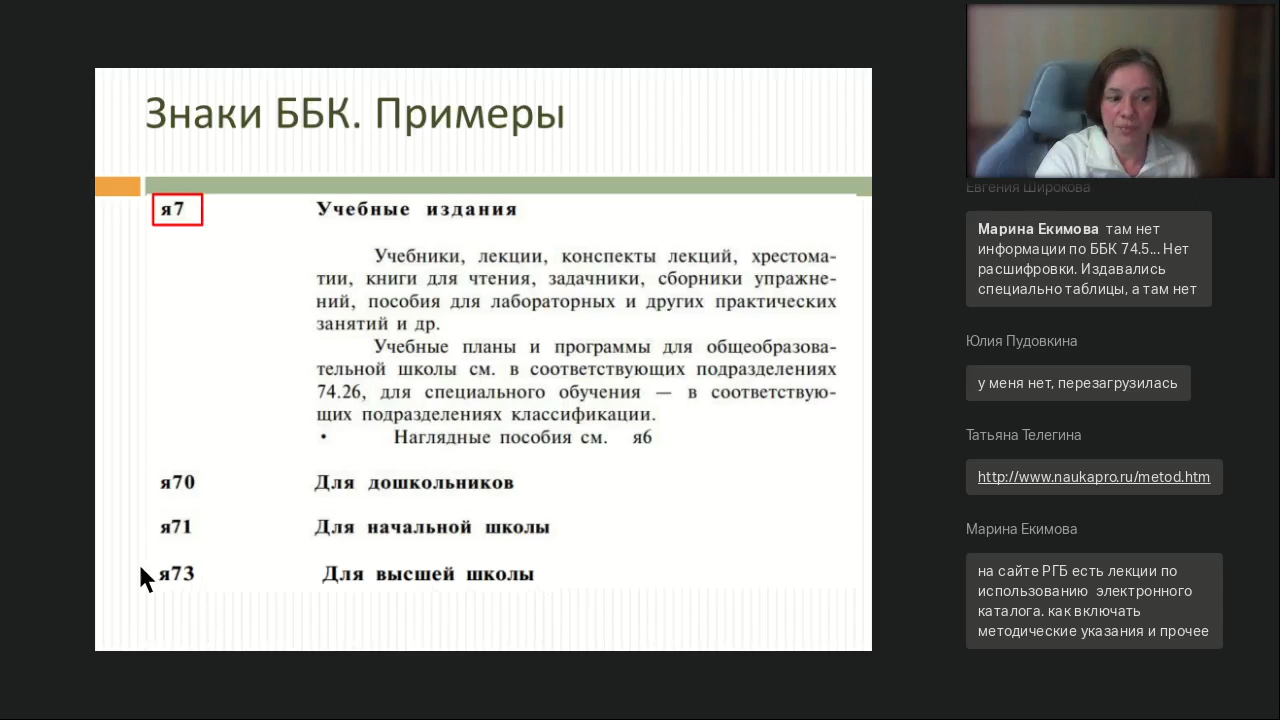 Знаки ББК. Примеры
я7 Учебные издания
Учебники, лекции, конспекты лекций, хрестома-
тии, книги для чтения, задачники, сборники упражне-
ний, пособия для лабораторных и других практических
занятий и др.
Учебные планы и программы для общеобразова-
тельной школы см. в соответствующих подразделениях
74.26, для специального обучения — в соответствую-
щих подразделениях классификации.
• Наглядные пособия см. я6
я70 Для дошкольников
я71 Для начальной школы
я73 Для высшей школы
Евгения Широкова
Марина Екимова там нет
информации по ББК 74.5... Нет
расшифровки. Издавались
специально таблицы, а там нет
Юлия Пудовкина
у меня нет, перезагрузилась
Татьяна Телегина
http://www.naukapro.ru/metod.htm
Марина Екимова
на сайте РГБ есть лекции по
использованию электронного
каталога. как включать
методические указания и прочее